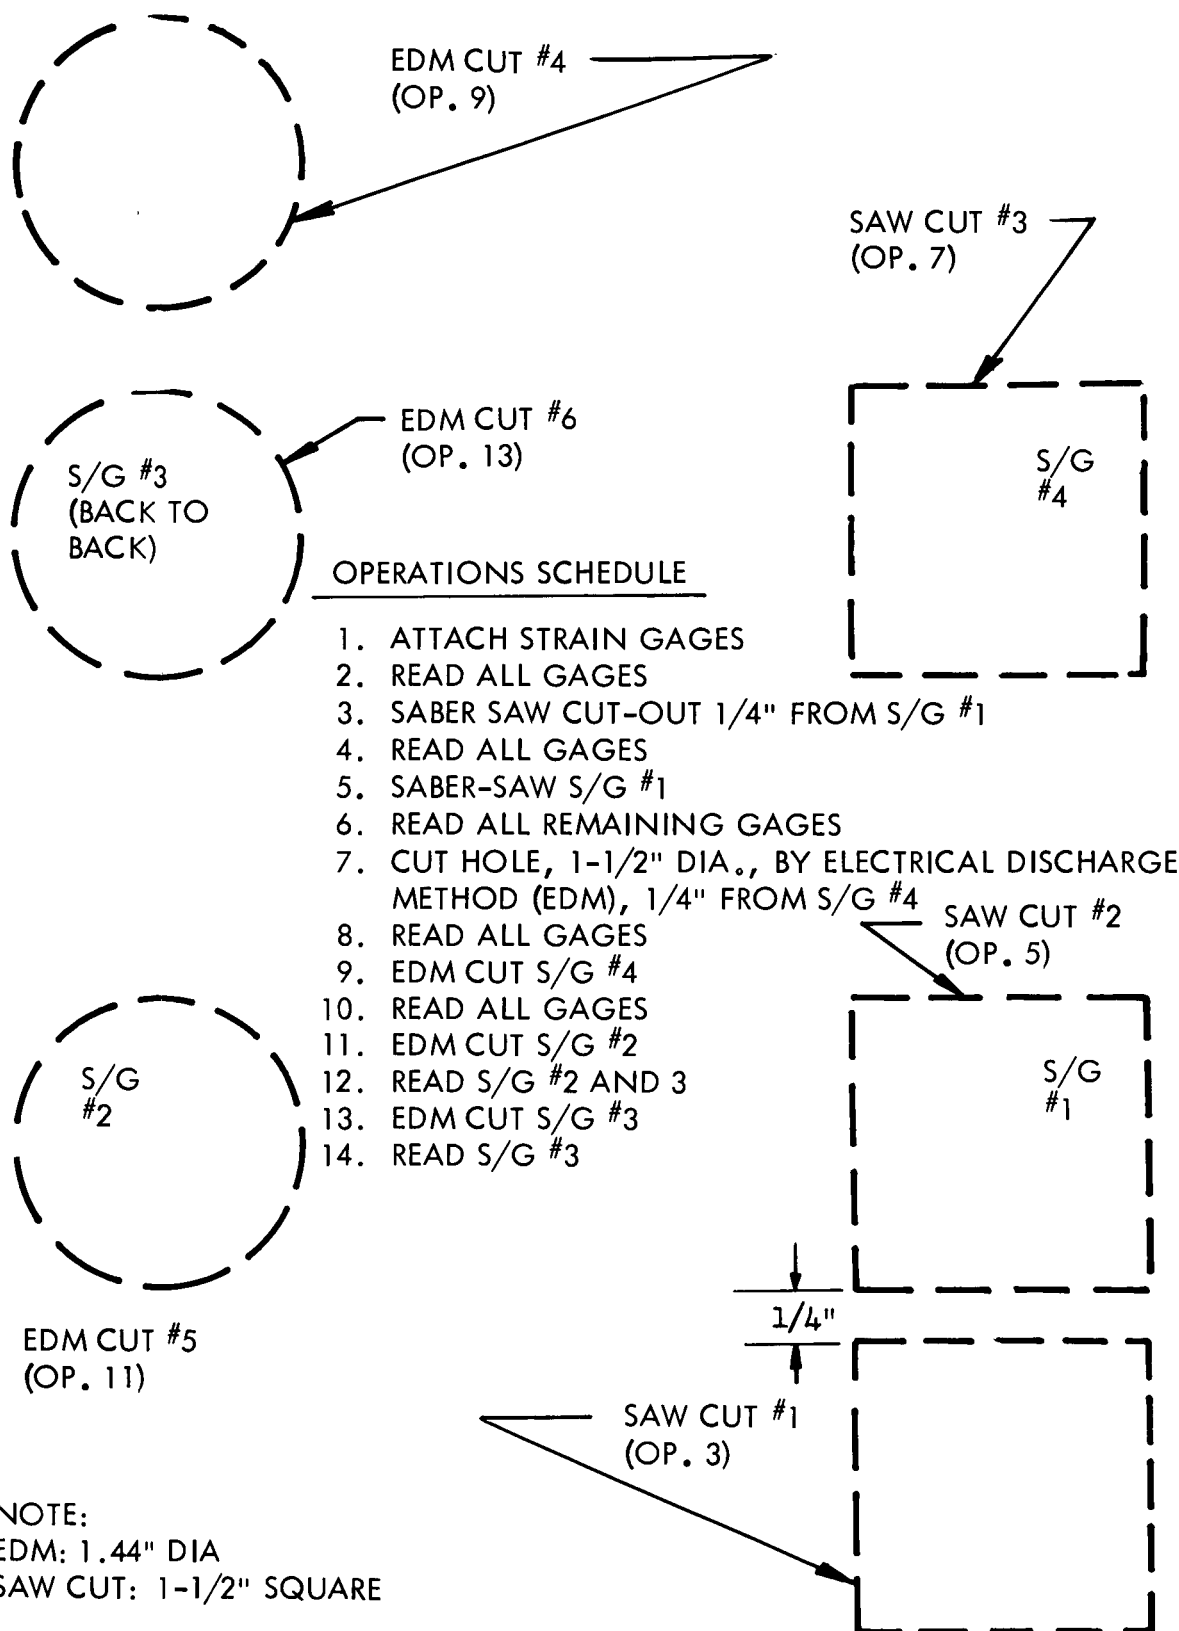 EDM CUT #4
(OP. 9)
SAW CUT #3
(OP. 7)
EDM CUT #6
(OP. 13)
S/G #3
(BACK TO
BACK)
S/G
#4
OPERATIONS SCHEDULE
1. ATTACH STRAIN GAGES
2. READ ALL GAGES
3. SABER SAW CUT-OUT 1/4" FROM S/G #1
4. READ ALL GAGES
5. SABER-SAW S/G #1
6. READ ALL REMAINING GAGES
7. CUT HOLE, 1-1/2" DIA., BY ELECTRICAL DISCHARGE
METHOD (EDM), 1/4" FROM S/G #4
8. READ ALL GAGES
9. EDM CUT S/G #4
10. READ ALL GAGES
11. EDM CUT S/G #2
12. READ S/G #2 AND 3
13. EDM CUT S/G #3
14. READ S/G #3
SAW CUT #2
(OP. 5)
S/G
#2
S/G
#1
1/4"
EDM CUT #5
(OP. 11)
SAW CUT #1
(OP. 3)
NOTE:
EDM: 1.44" DIA
SAW CUT: 1-1/2" SQUARE